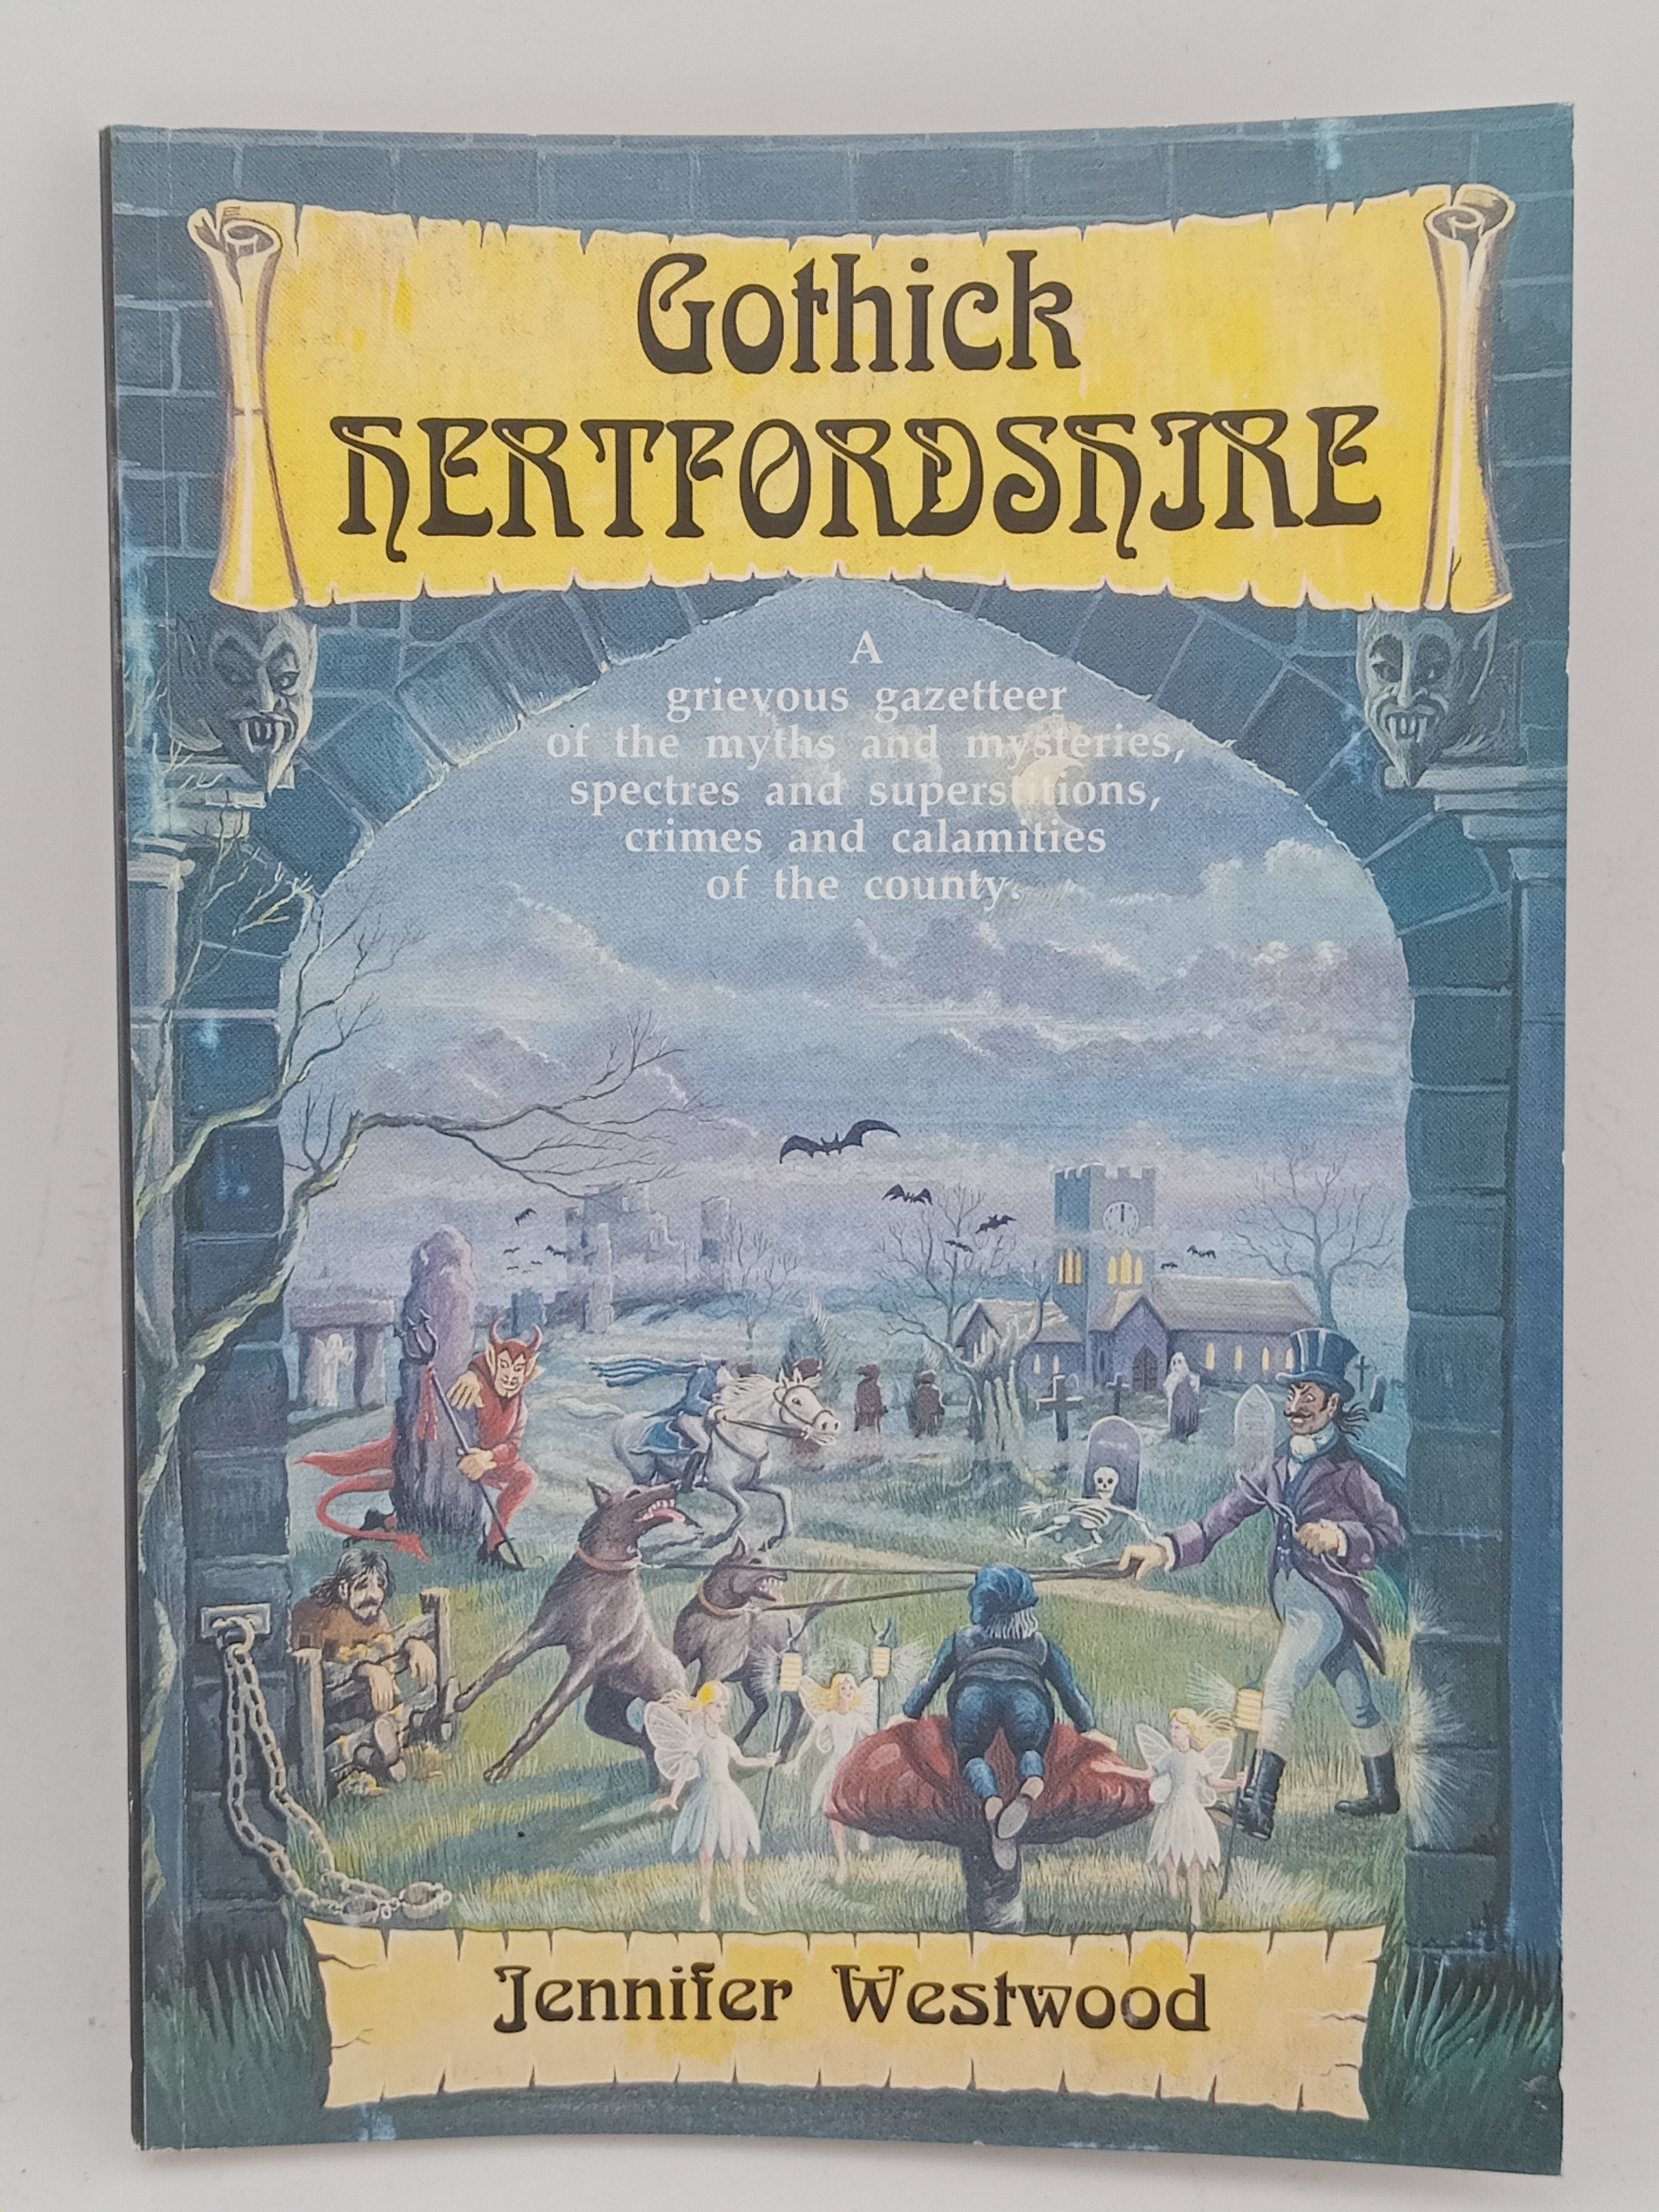 Gothick
HERTFORDSHIRE
A
grievous gazetteer
of the myths and mysteries,
spectres and superstitions,
crimes and calamities
of the county.
Jennifer Westwood